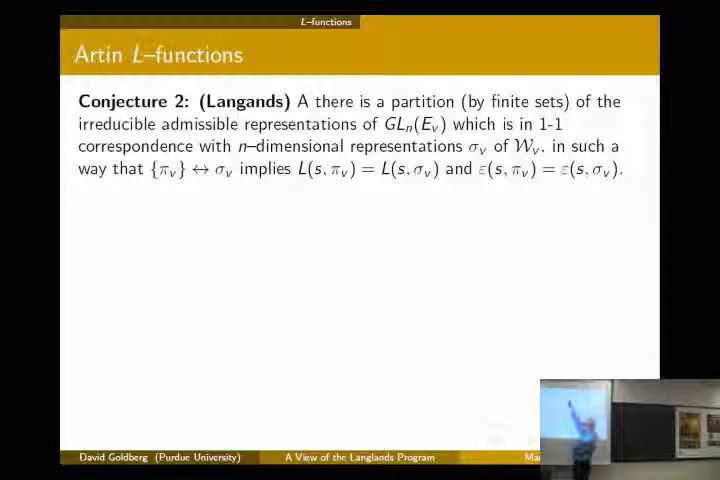 L–functions
Artin L–functions
Conjecture 2: (Langands) A there is a partition (by finite sets) of the
irreducible admissible representations of GLₙ(Eᵥ) which is in 1-1
correspondence with n–dimensional representations σᵥ of 𝒲ᵥ. in such a
way that {πᵥ} ↔ σᵥ implies L(s, πᵥ) = L(s, σᵥ) and ε(s, πᵥ) = ε(s, σᵥ).
David Goldberg (Purdue University) A View of the Langlands Program